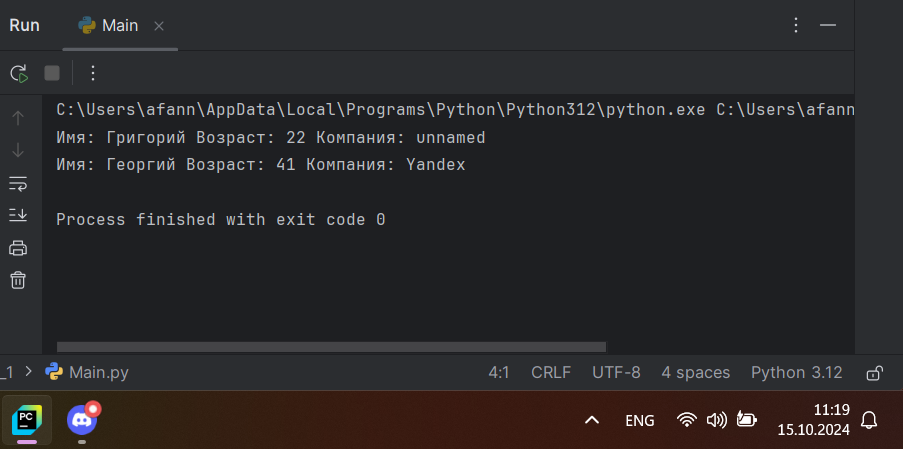 Run Main
C:\Users\afann\AppData\Local\Programs\Python\Python312\python.exe C:\Users\afann
Имя: Григорий Возраст: 22 Компания: unnamed
Имя: Георгий Возраст: 41 Компания: Yandex
Process finished with exit code 0
_1 > Main.py 4:1 CRLF UTF-8 4 spaces Python 3.12
PC
ENG
11:19
15.10.2024